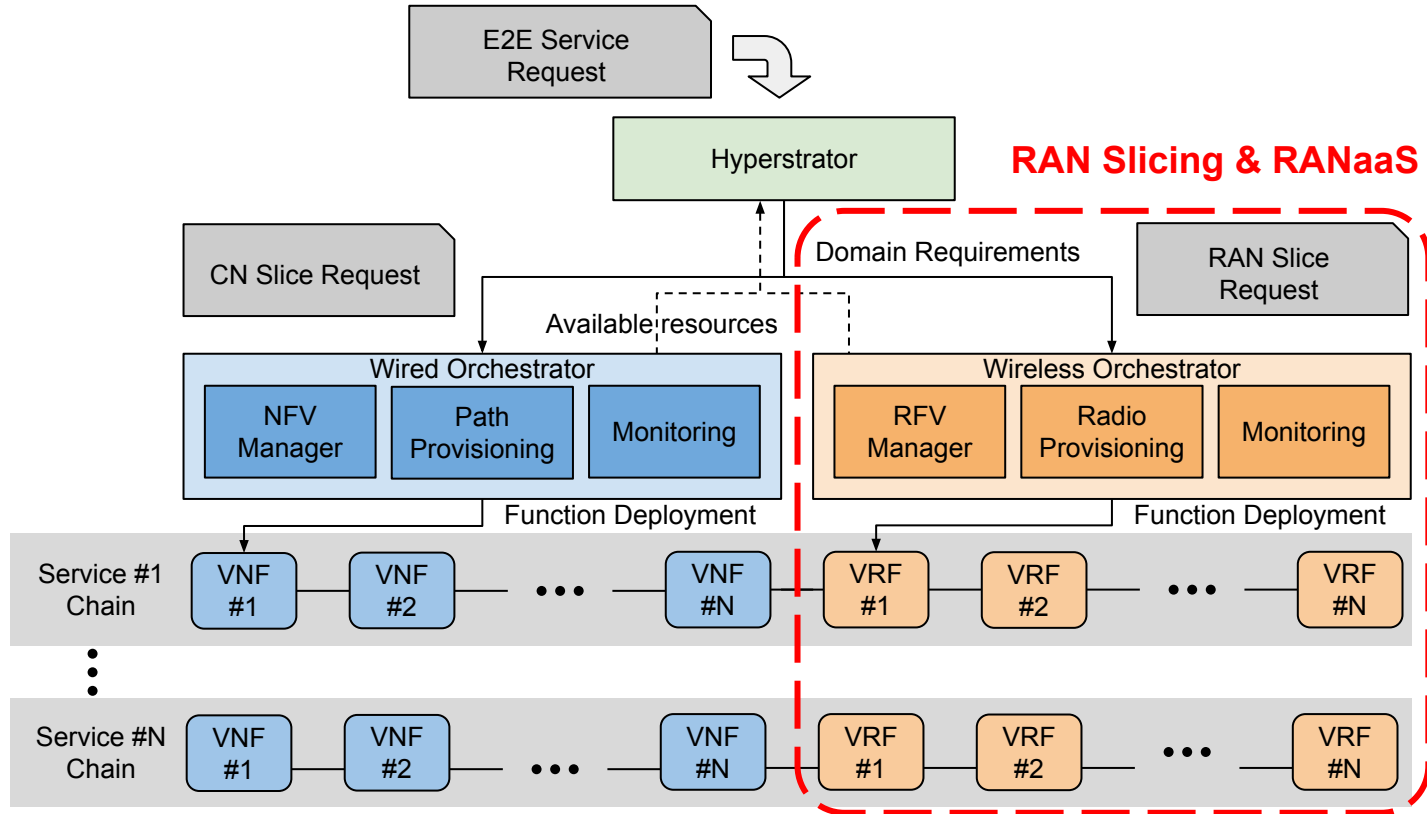 E2E Service
Request
Hyperstrator
RAN Slicing & RANaaS
CN Slice Request
Domain Requirements
RAN Slice
Request
Available resources
Wired Orchestrator
NFV
Manager
Path
Provisioning
Monitoring
Wireless Orchestrator
RFV
Manager
Radio
Provisioning
Monitoring
Function Deployment
Function Deployment
Service #1
Chain
VNF
#1
VNF
#2
VNF
#N
VRF
#1
VRF
#2
VRF
#N
Service #N
Chain
VNF
#1
VNF
#2
VNF
#N
VRF
#1
VRF
#2
VRF
#N